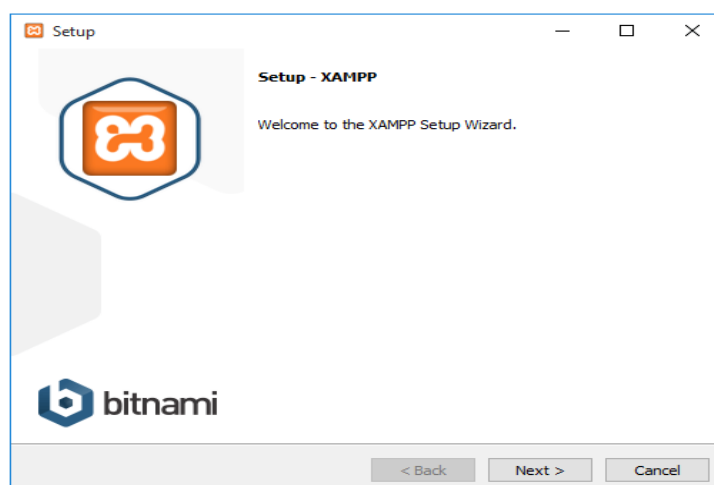 Setup
Setup - XAMPP
Welcome to the XAMPP Setup Wizard.
bitnami
< Back
Next >
Cancel